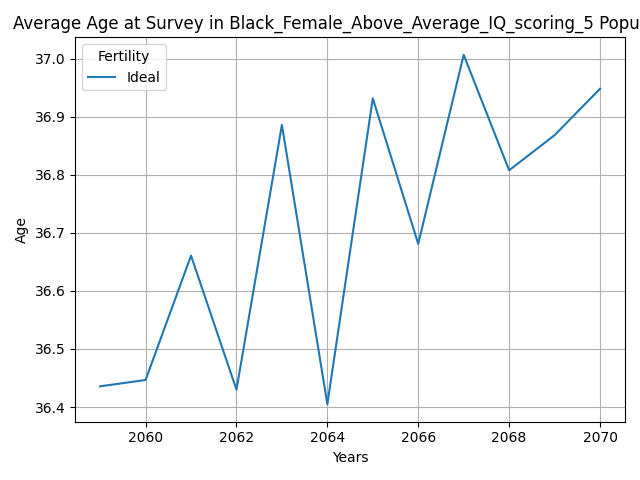 Average Age at Survey in Black_Female_Above_Average_IQ_scoring_5 Popu
Fertility
Ideal
37.0
36.9
36.8
36.7
36.6
36.5
36.4
Age
2060 2062 2064 2066 2068 2070
Years